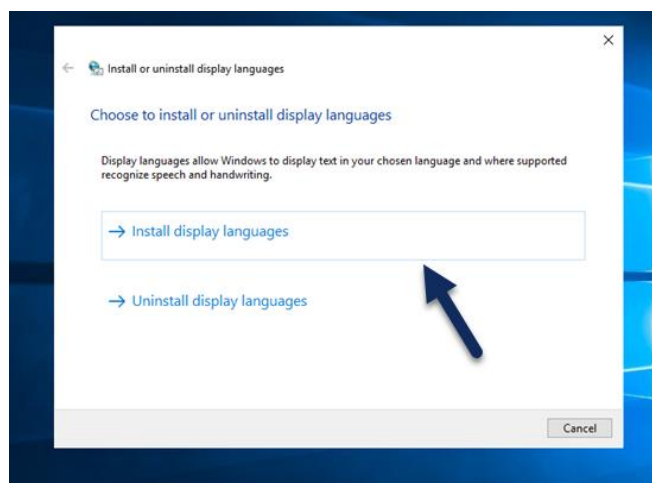 Install or uninstall display languages
Choose to install or uninstall display languages
Display languages allow Windows to display text in your chosen language and where supported
recognize speech and handwriting.
Install display languages
Uninstall display languages
Cancel